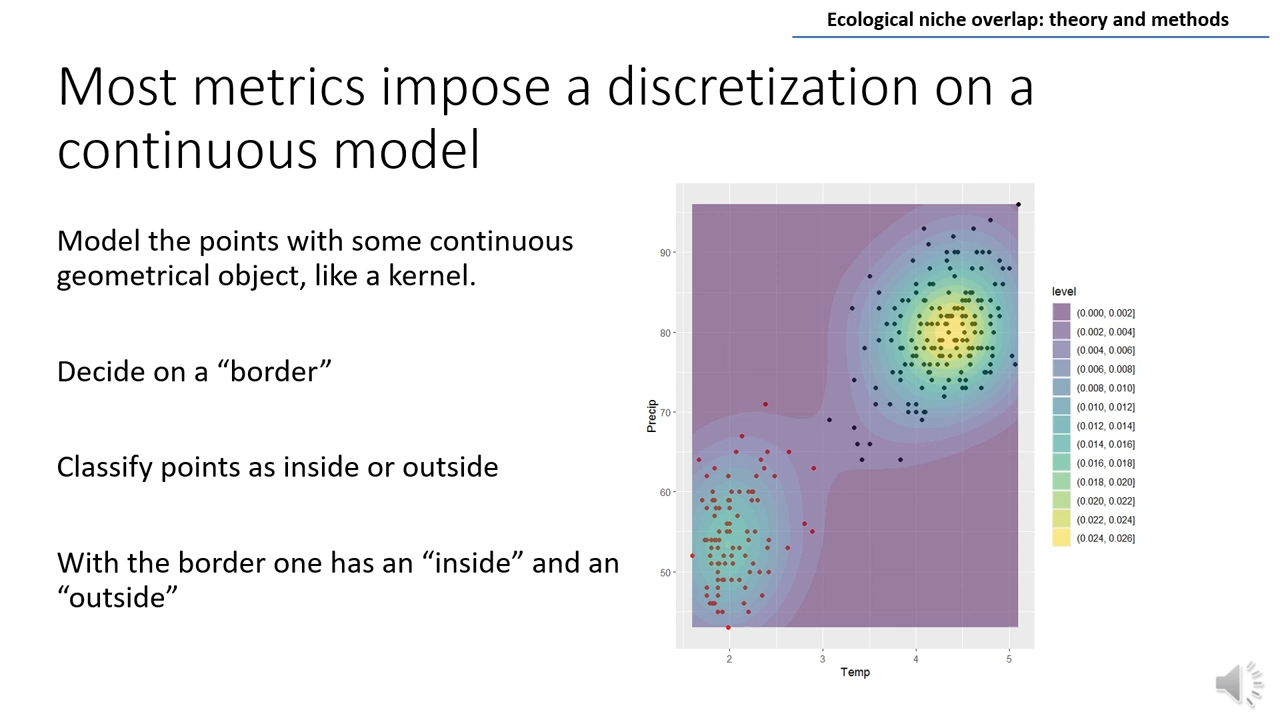 Ecological niche overlap: theory and methods
Most metrics impose a discretization on a
continuous model
Model the points with some continuous
geometrical object, like a kernel.
Decide on a “border”
Classify points as inside or outside
With the border one has an “inside” and an
“outside”
90
80
70
60
50
Precip
2
3
4
5
Temp
level
(0.000, 0.002]
(0.002, 0.004]
(0.004, 0.006]
(0.006, 0.008]
(0.008, 0.010]
(0.010, 0.012]
(0.012, 0.014]
(0.014, 0.016]
(0.016, 0.018]
(0.018, 0.020]
(0.020, 0.022]
(0.022, 0.024]
(0.024, 0.026]